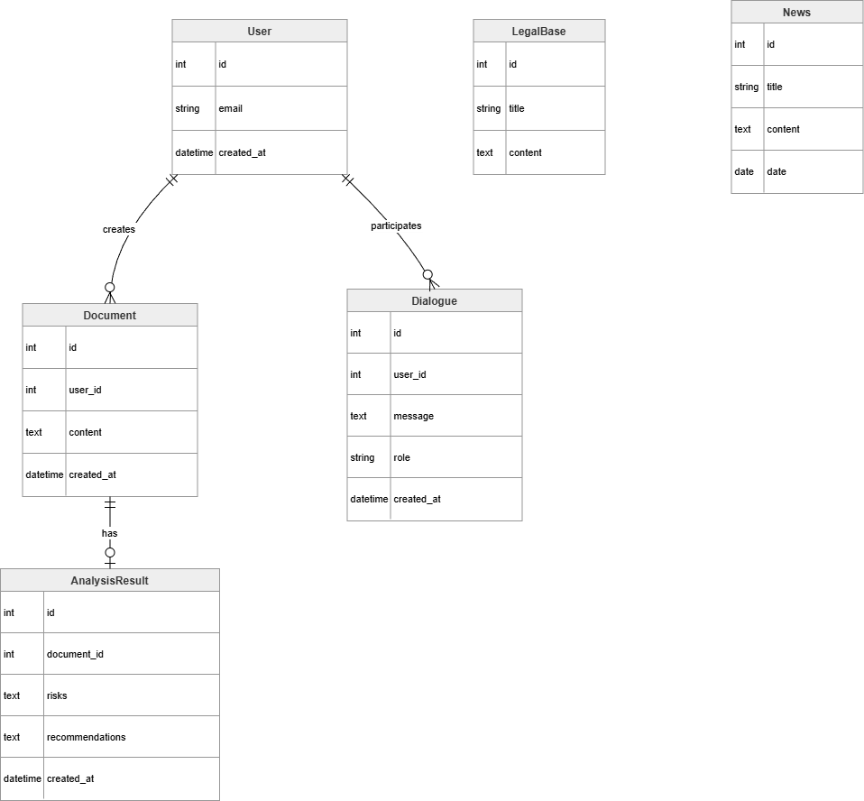 User
int id
string email
datetime created_at
LegalBase
int id
string title
text content
News
int id
string title
text content
date date
creates
participates
Document
int id
int user_id
text content
datetime created_at
Dialogue
int id
int user_id
text message
string role
datetime created_at
has
AnalysisResult
int id
int document_id
text risks
text recommendations
datetime created_at